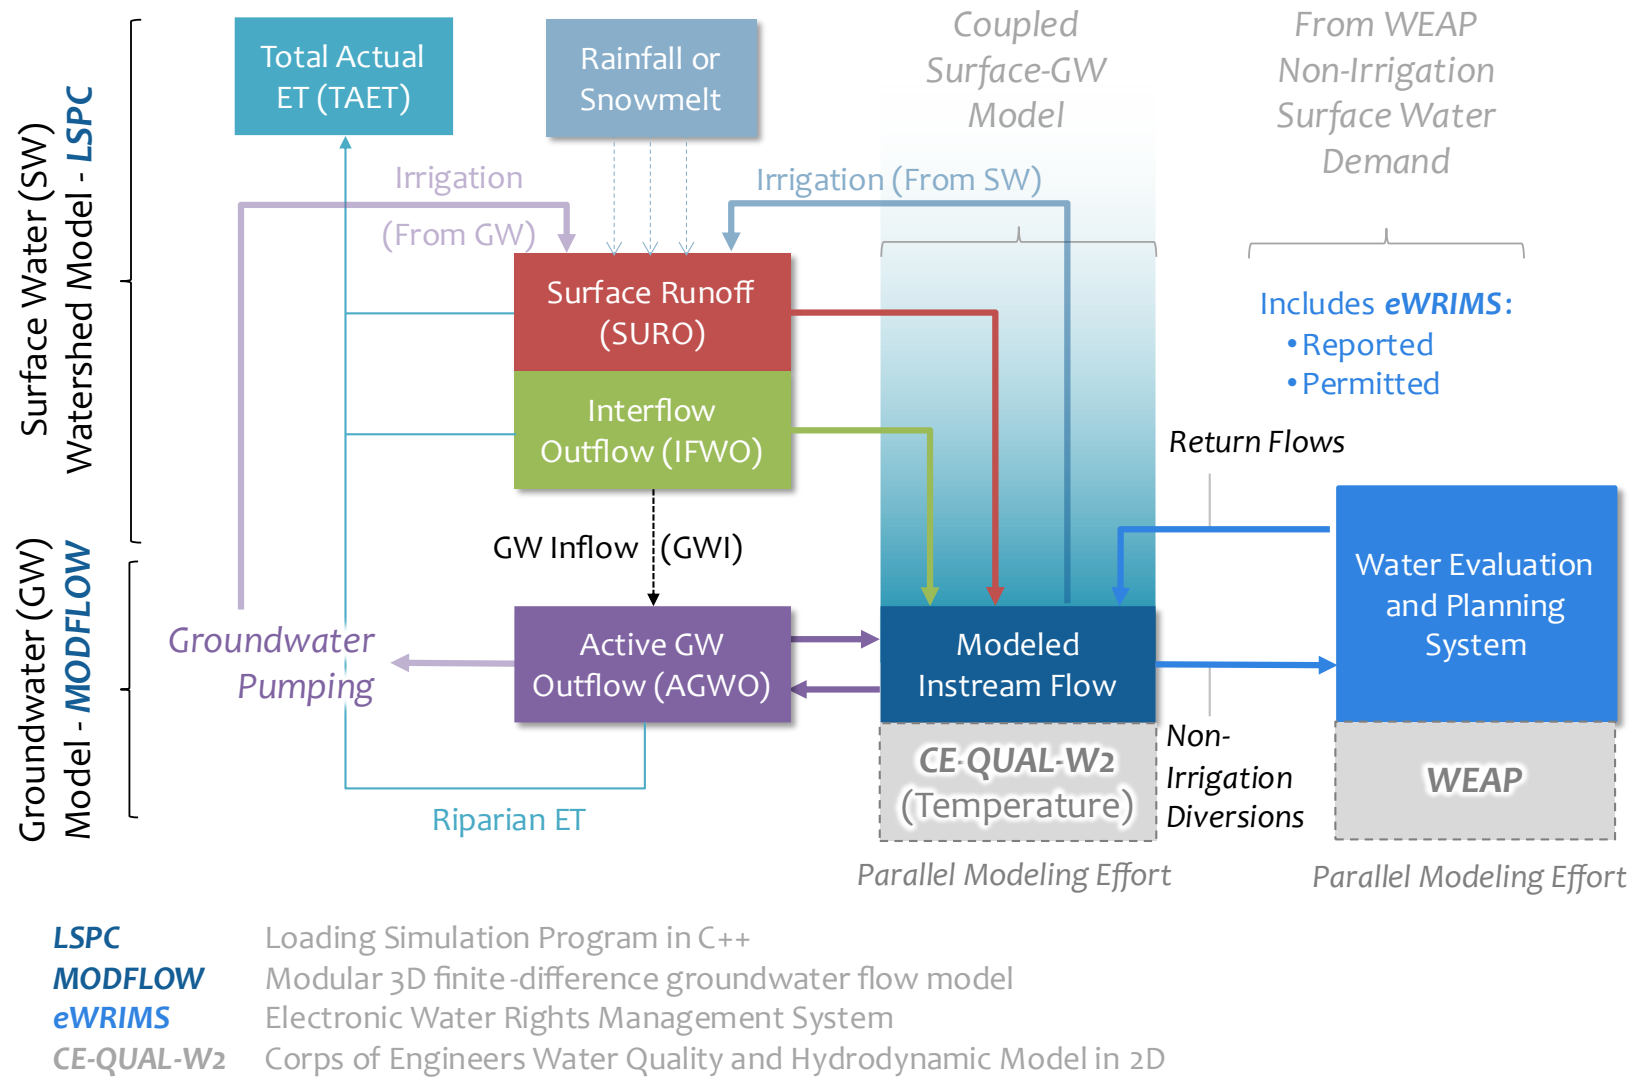 Surface Water (SW)
Watershed Model - LSPC
Groundwater (GW)
Model - MODFLOW
Total Actual
ET (TAET)
Rainfall or
Snowmelt
Coupled
Surface-GW
Model
From WEAP
Non-Irrigation
Surface Water
Demand
Irrigation
(From GW)
Irrigation (From SW)
Surface Runoff
(SURO)
Includes eWRIMS:
• Reported
• Permitted
Interflow
Outflow (IFWO)
Return Flows
GW Inflow (GWI)
Water Evaluation
and Planning
System
Groundwater
Pumping
Active GW
Outflow (AGWO)
Modeled
Instream Flow
Non-
Irrigation
Diversions
CE-QUAL-W2
(Temperature)
WEAP
Riparian ET
Parallel Modeling Effort
Parallel Modeling Effort
LSPC Loading Simulation Program in C++
MODFLOW Modular 3D finite-difference groundwater flow model
eWRIMS Electronic Water Rights Management System
CE-QUAL-W2 Corps of Engineers Water Quality and Hydrodynamic Model in 2D